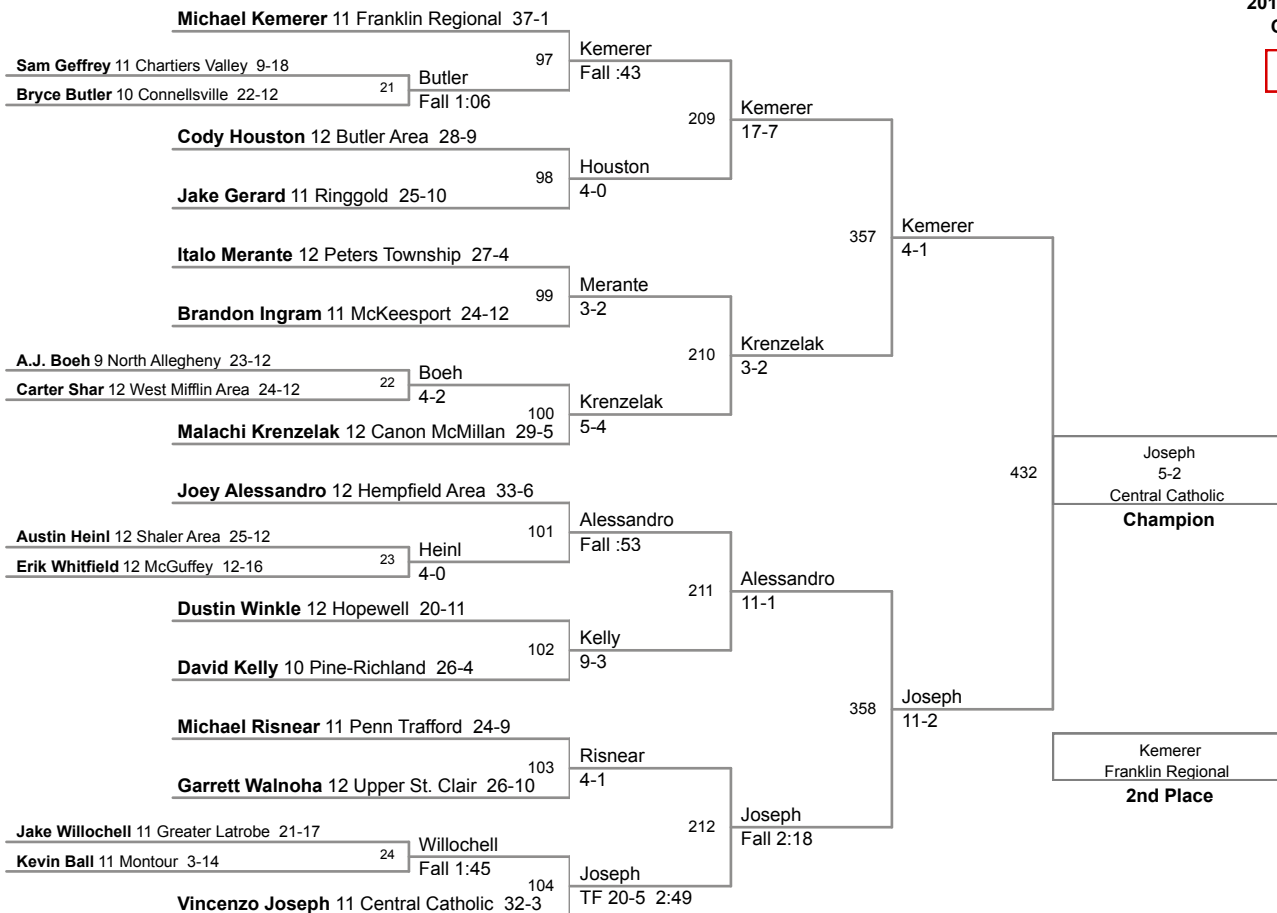 201
Michael Kemerer 11 Franklin Regional 37-1
97
Kemerer
Fall :43
Sam Geffrey 11 Chartiers Valley 9-18
Bryce Butler 10 Connellsville 22-12
21
Butler
Fall 1:06
209
Kemerer
17-7
Cody Houston 12 Butler Area 28-9
98
Houston
4-0
Jake Gerard 11 Ringgold 25-10
357
Kemerer
4-1
Italo Merante 12 Peters Township 27-4
99
Merante
3-2
Brandon Ingram 11 McKeesport 24-12
210
Krenzelak
3-2
A.J. Boeh 9 North Allegheny 23-12
Carter Shar 12 West Mifflin Area 24-12
22
Boeh
4-2
100
Krenzelak
5-4
Malachi Krenzelak 12 Canon McMillan 29-5
432
Joseph
5-2
Central Catholic
Champion
Joey Alessandro 12 Hempfield Area 33-6
101
Alessandro
Fall :53
Austin Heinl 12 Shaler Area 25-12
Erik Whitfield 12 McGuffey 12-16
23
Heinl
4-0
211
Alessandro
11-1
Dustin Winkle 12 Hopewell 20-11
102
Kelly
9-3
David Kelly 10 Pine-Richland 26-4
358
Joseph
11-2
Michael Risnear 11 Penn Trafford 24-9
103
Risnear
4-1
Garrett Walnoha 12 Upper St. Clair 26-10
Kemerer
Franklin Regional
2nd Place
212
Joseph
Fall 2:18
Jake Willochell 11 Greater Latrobe 21-17
Kevin Ball 11 Montour 3-14
24
Willochell
Fall 1:45
104
Joseph
TF 20-5 2:49
Vincenzo Joseph 11 Central Catholic 32-3